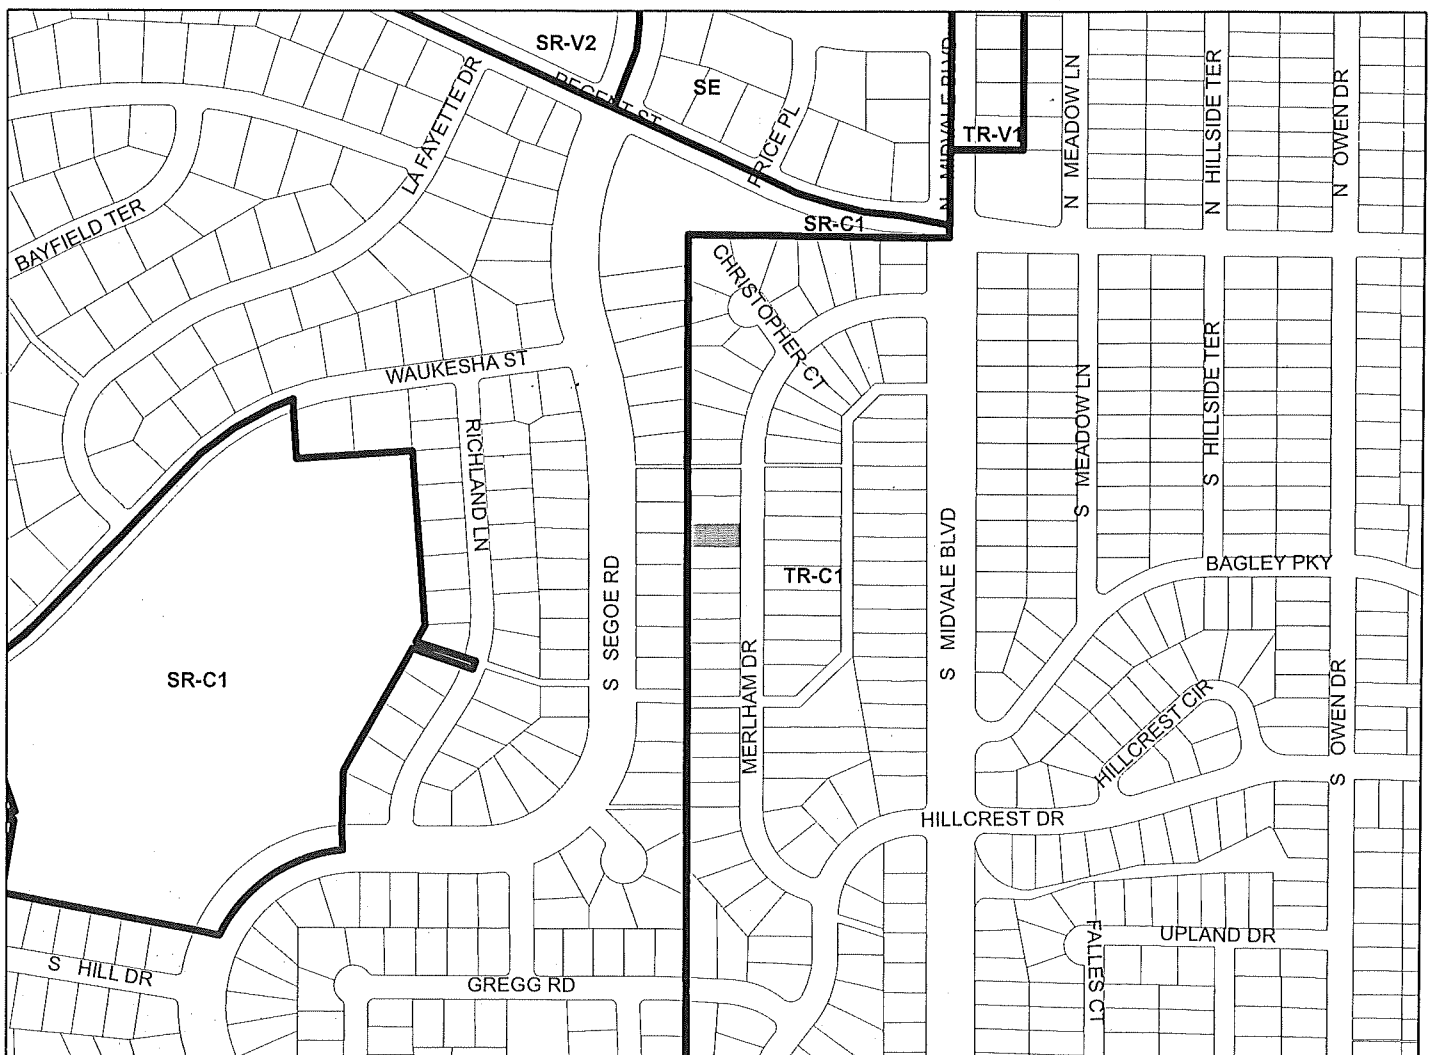 SR-V2
REGENT ST
SE
LAFAYETTE DR
PRICE PL
N MIDVALE BLVD
TR-V1
N MEADOW LN
N HILLSIDE TER
N OWEN DR
BAYFIELD TER
SR-C1
CHRISTOPHER CT
WAUKESHA ST
RICHLAND LN
S MEADOW LN
S HILLSIDE TER
S SEGOE RD
TR-C1
S MIDVALE BLVD
BAGLEY PKY
SR-C1
MERLHAM DR
HILLCREST CIR
S OWEN DR
HILLCREST DR
S HILL DR
GREGG RD
FALLES CT
UPLAND DR